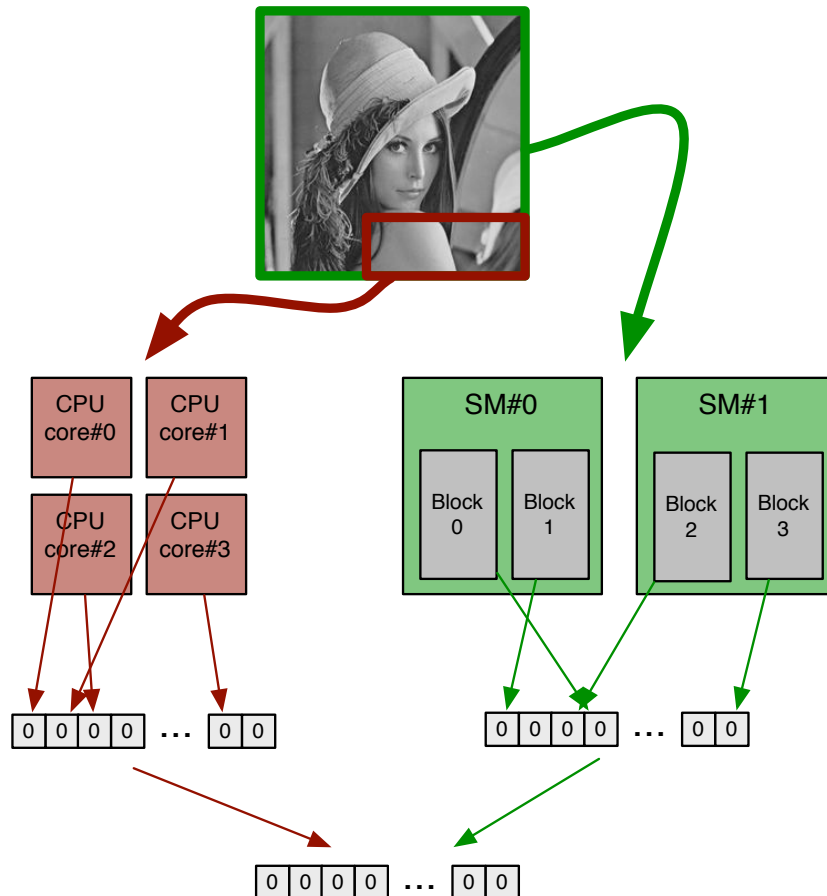 CPU
core#0
CPU
core#1
CPU
core#2
CPU
core#3
SM#0
Block
0
Block
1
SM#1
Block
2
Block
3
0 0 0 0 ... 0 0
0 0 0 0 ... 0 0
0 0 0 0 ... 0 0